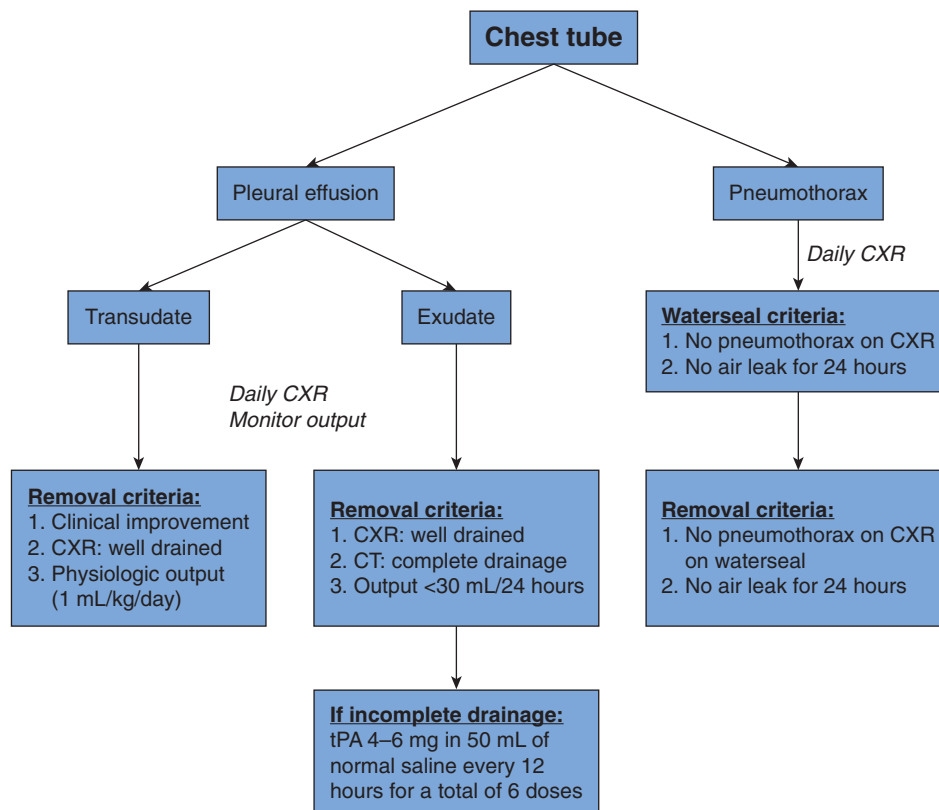 Chest tube
Pleural effusion
Pneumothorax
Daily CXR
Transudate
Exudate
Waterseal criteria:
1. No pneumothorax on CXR
2. No air leak for 24 hours
Daily CXR
Monitor output
Removal criteria:
1. Clinical improvement
2. CXR: well drained
3. Physiologic output
(1 mL/kg/day)
Removal criteria:
1. CXR: well drained
2. CT: complete drainage
3. Output <30 mL/24 hours
Removal criteria:
1. No pneumothorax on CXR
on waterseal
2. No air leak for 24 hours
If incomplete drainage:
tPA 4–6 mg in 50 mL of
normal saline every 12
hours for a total of 6 doses